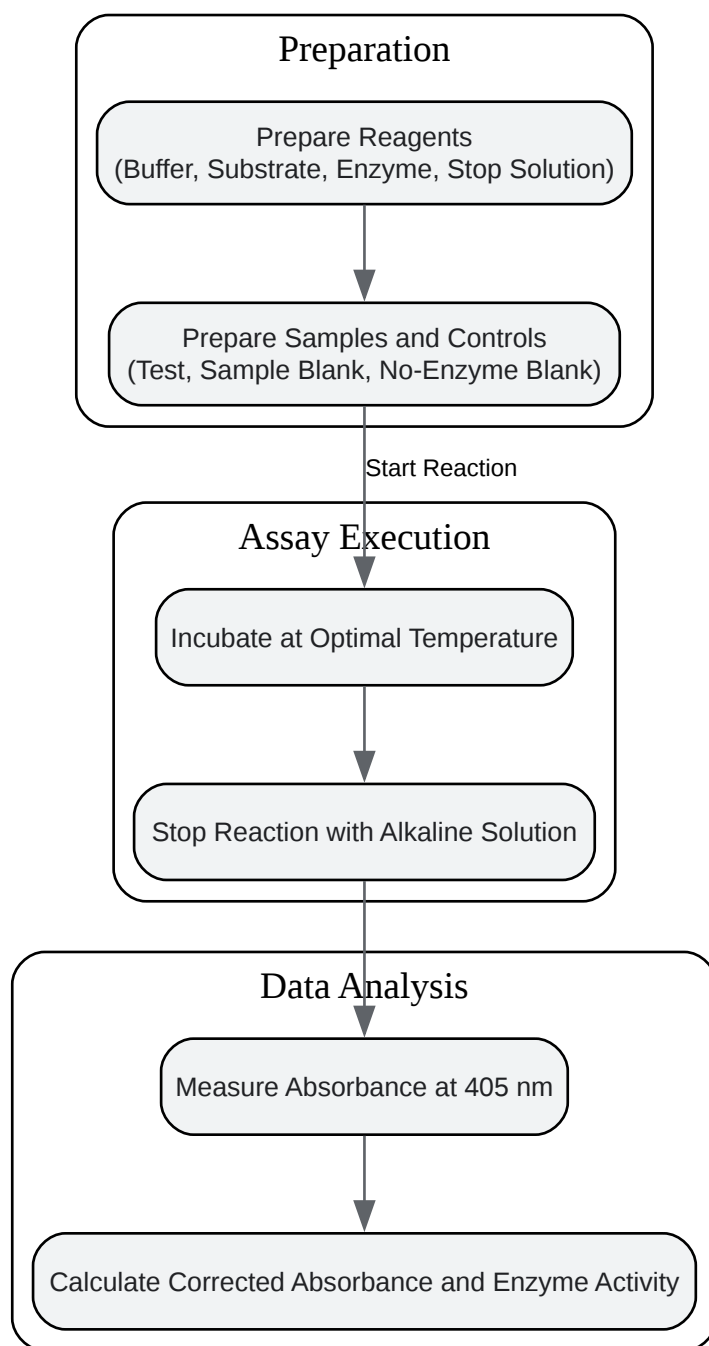 Preparation
Prepare Reagents
(Buffer, Substrate, Enzyme, Stop Solution)
Prepare Samples and Controls
(Test, Sample Blank, No-Enzyme Blank)
Start Reaction
Assay Execution
Incubate at Optimal Temperature
Stop Reaction with Alkaline Solution
Data Analysis
Measure Absorbance at 405 nm
Calculate Corrected Absorbance and Enzyme Activity